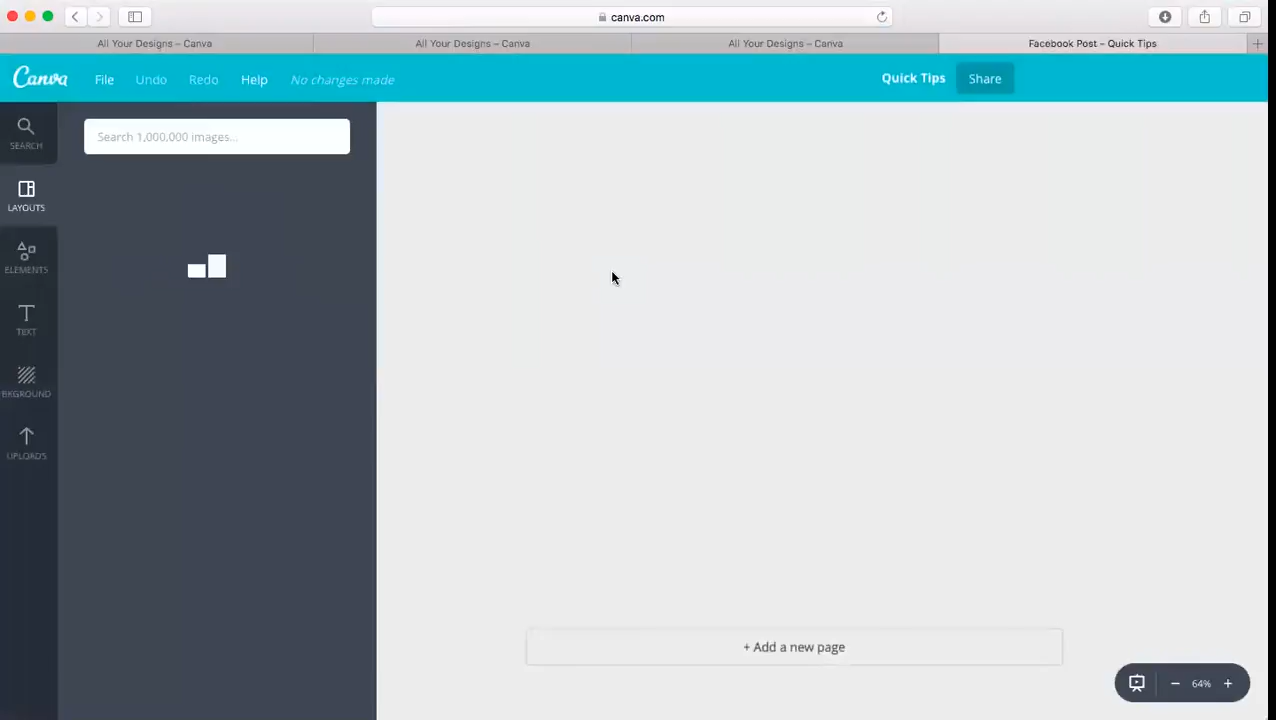 canva.com
All Your Designs – Canva
All Your Designs – Canva
All Your Designs – Canva
Facebook Post – Quick Tips
Canva
File
Undo
Redo
Help
No changes made
Quick Tips
Share
Search 1,000,000 images...
SEARCH
LAYOUTS
ELEMENTS
TEXT
BKGROUND
UPLOADS
+ Add a new page
64%